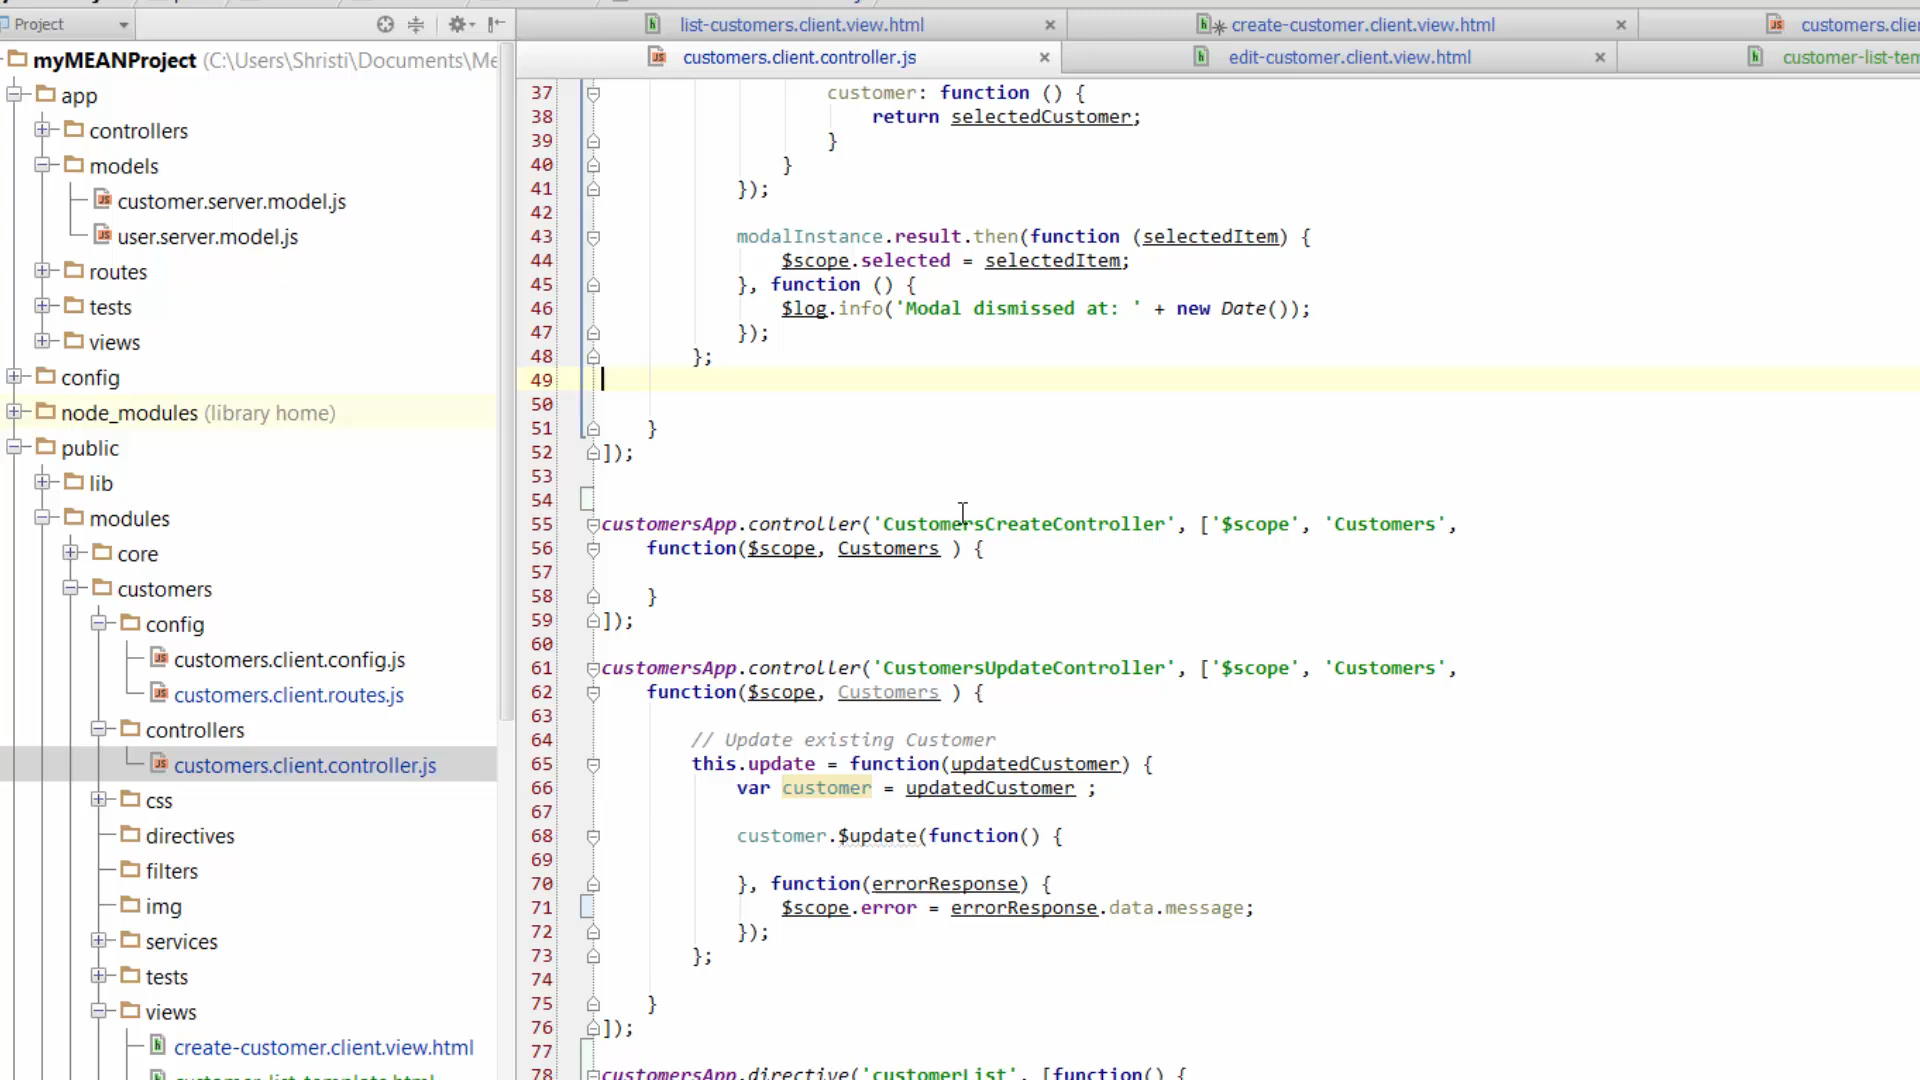 Project
myMEANProject (C:\Users\Shristi\Documents\Me
app
controllers
models
customer.server.model.js
user.server.model.js
routes
tests
views
config
node_modules (library home)
public
lib
modules
core
customers
config
customers.client.config.js
customers.client.routes.js
controllers
customers.client.controller.js
css
directives
filters
img
services
tests
views
create-customer.client.view.html
customer-list-template.html
list-customers.client.view.html
create-customer.client.view.html
customers.clie
customers.client.controller.js
edit-customer.client.view.html
customer-list-tem
37 customer: function () {
38 return selectedCustomer;
39 }
40 }
41 });
42
43 modalInstance.result.then(function (selectedItem) {
44 $scope.selected = selectedItem;
45 }, function () {
46 $log.info('Modal dismissed at: ' + new Date());
47 });
48 };
49
50
51 }
52 ]);
53
54
55 customersApp.controller('CustomersCreateController', ['$scope', 'Customers',
56 function($scope, Customers ) {
57
58 }
59 ]);
60
61 customersApp.controller('CustomersUpdateController', ['$scope', 'Customers',
62 function($scope, Customers ) {
63
64 // Update existing Customer
65 this.update = function(updatedCustomer) {
66 var customer = updatedCustomer ;
67
68 customer.$update(function() {
69
70 }, function(errorResponse) {
71 $scope.error = errorResponse.data.message;
72 });
73 };
74
75 }
76 ]);
77
78 customersApp.directive('customerList', [function() {